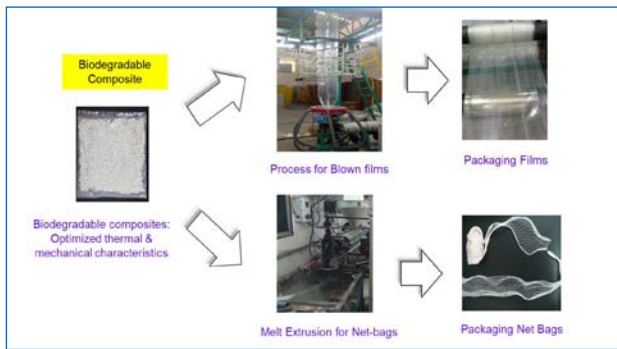 Biodegradable
Composite
Biodegradable composites:
Optimized thermal &
mechanical characteristics
Process for Blown films
Packaging Films
Melt Extrusion for Net-bags
Packaging Net Bags